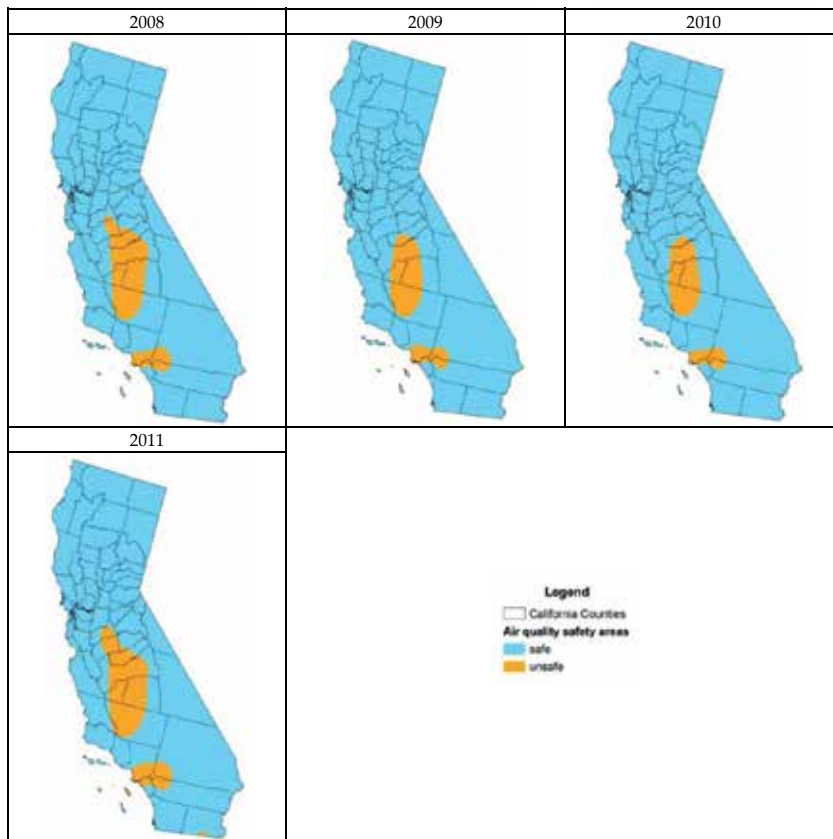 2008
2009
2010
2011
Legend
California Counties
Air quality safety areas
safe
unsafe